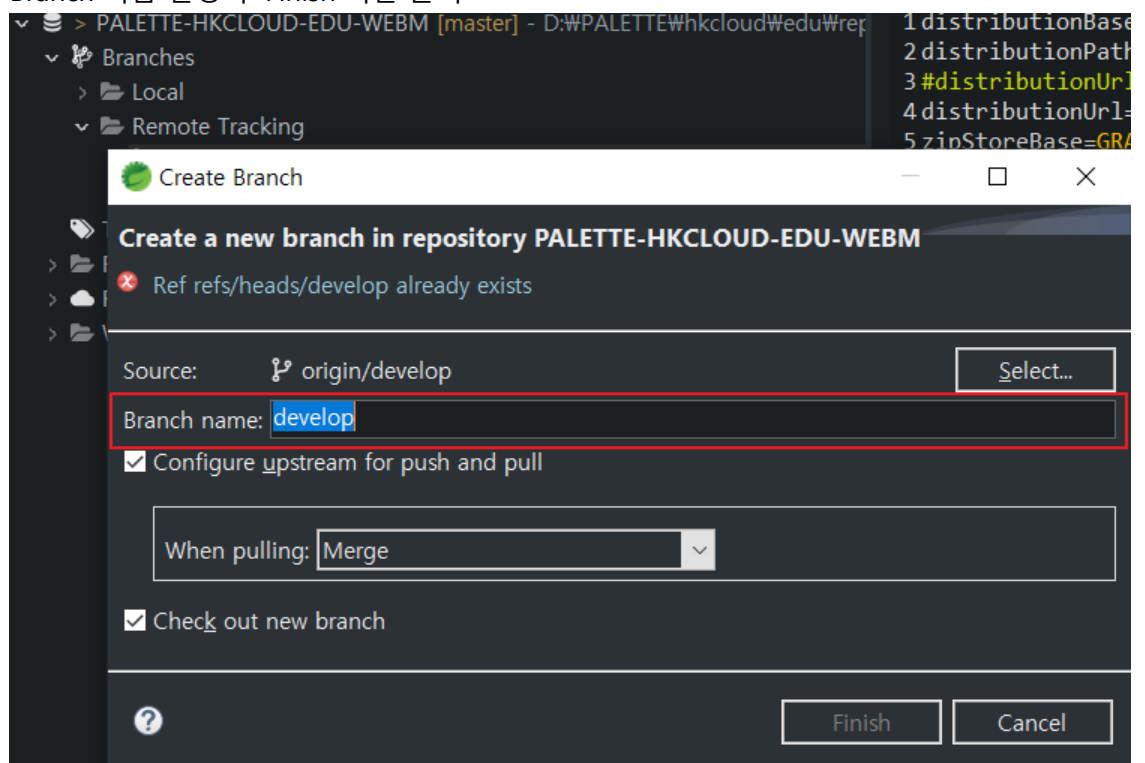 > PALETTE-HKCLOUD-EDU-WEBM [master] - D:₩PALETTE₩hkcloud₩edu₩rep
Branches
Local
Remote Tracking
1 distributionBase
2 distributionPath
3 #distributionUrl
4 distributionUrl=
5 zipStoreBase=GRA
Create Branch
Create a new branch in repository PALETTE-HKCLOUD-EDU-WEBM
Ref refs/heads/develop already exists
Source: origin/develop Select...
Branch name: develop
Configure upstream for push and pull
When pulling: Merge
Check out new branch
Finish Cancel